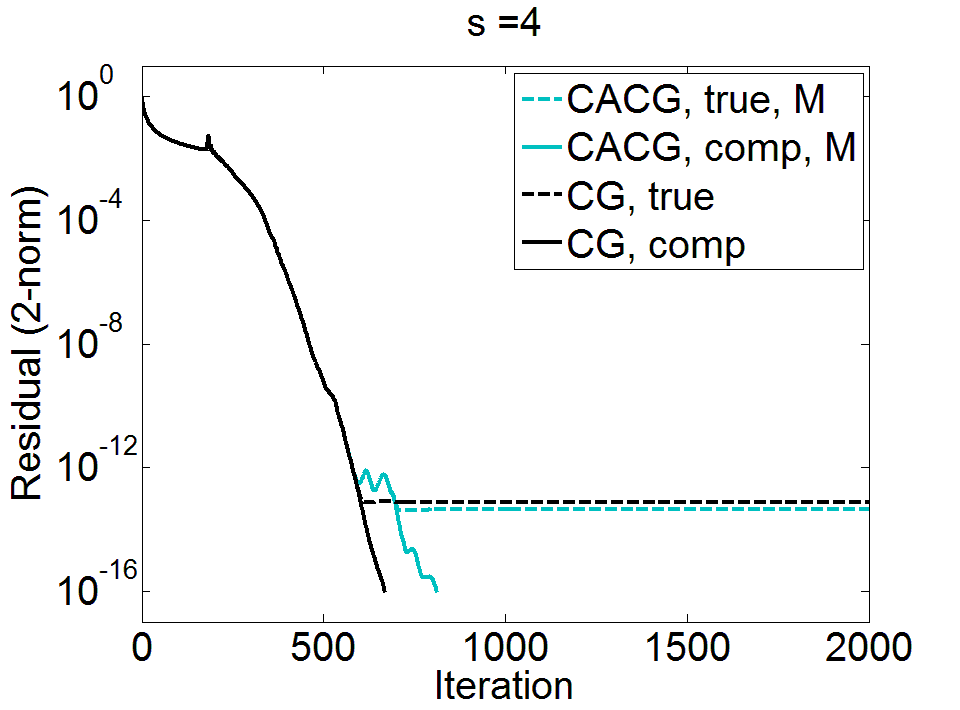 s =4
CACG, true, M
CACG, comp, M
CG, true
CG, comp
Residual (2-norm)
10^0
10^-4
10^-8
10^-12
10^-16
0 500 1000 1500 2000
Iteration